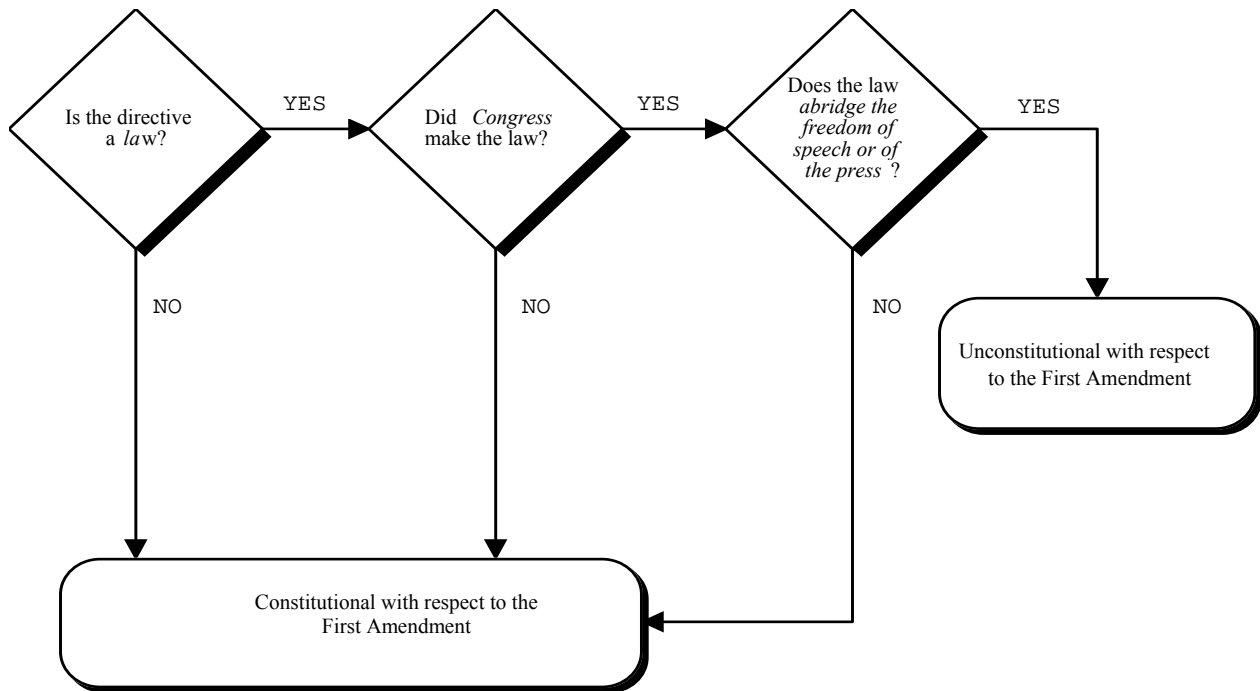 Is the directive
a law?
YES
Did Congress
make the law?
YES
Does the law
abridge the
freedom of
speech or of
the press ?
YES
NO
NO
NO
Unconstitutional with respect
to the First Amendment
Constitutional with respect to the
First Amendment